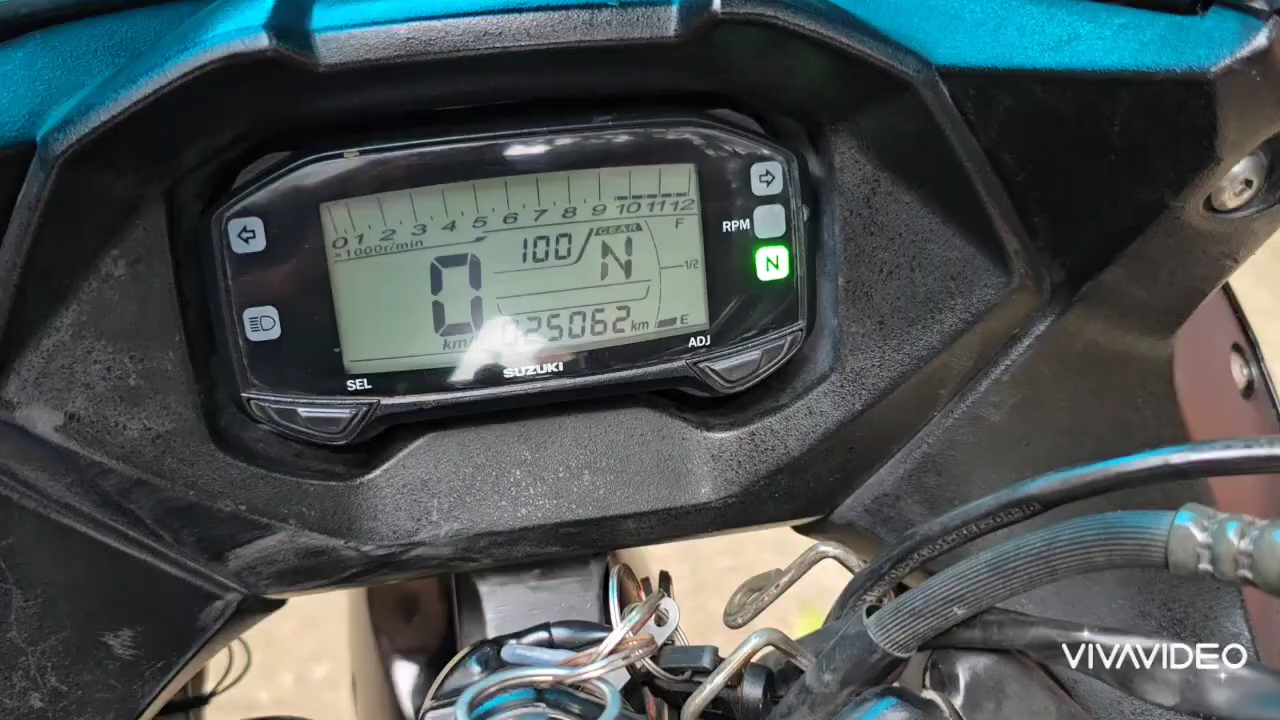 0 1 2 3 4 5 6 7 8 9 10 11 12
×1000r/min
RPM
F
100
GEAR
N
N
1/2
0
km/
025062 km
E
SEL
SUZUKI
ADJ
VIVAVIDEO